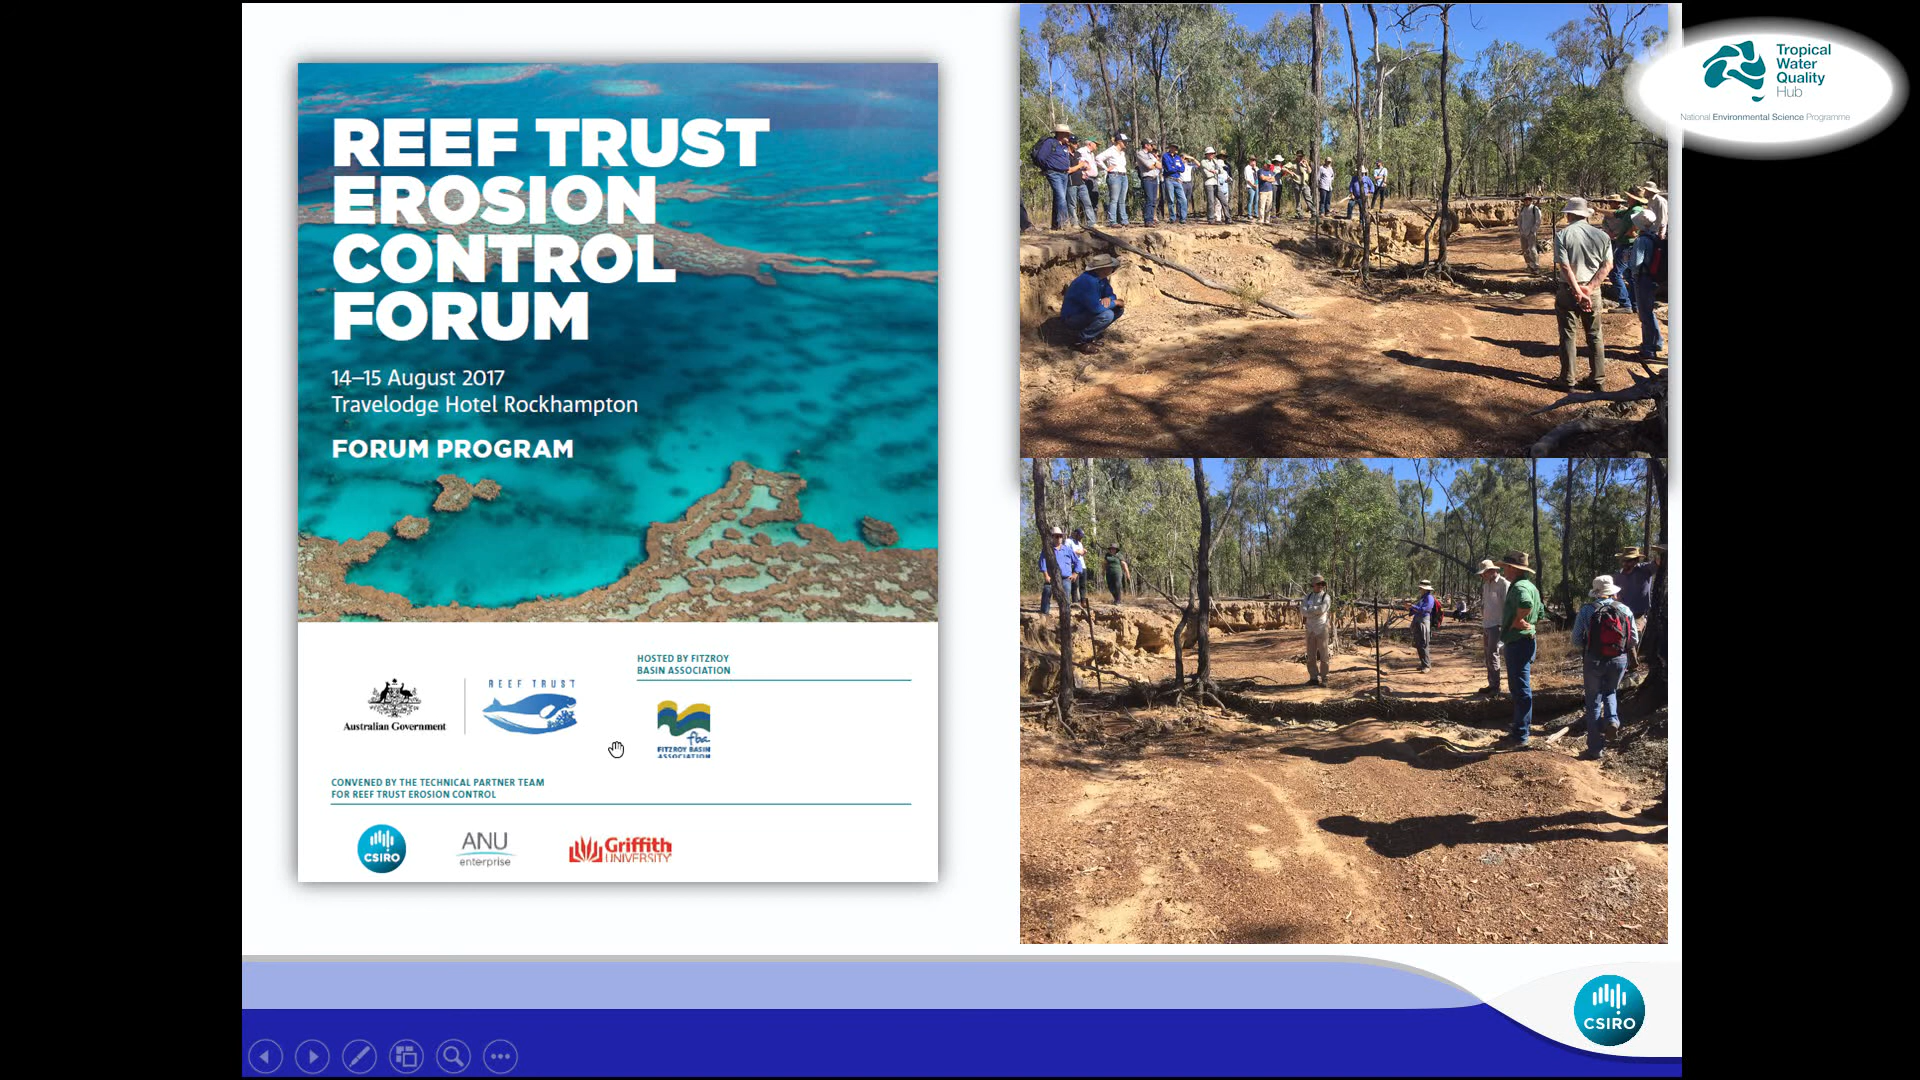 REEF TRUST
EROSION
CONTROL
FORUM
14–15 August 2017
Travelodge Hotel Rockhampton
FORUM PROGRAM
Australian Government
REEF TRUST
HOSTED BY FITZROY
BASIN ASSOCIATION
fba
FITZROY BASIN
ASSOCIATION
CONVENED BY THE TECHNICAL PARTNER TEAM
FOR REEF TRUST EROSION CONTROL
CSIRO
ANU
enterprise
Griffith
UNIVERSITY
Tropical
Water
Quality
Hub
National Environmental Science Programme
CSIRO